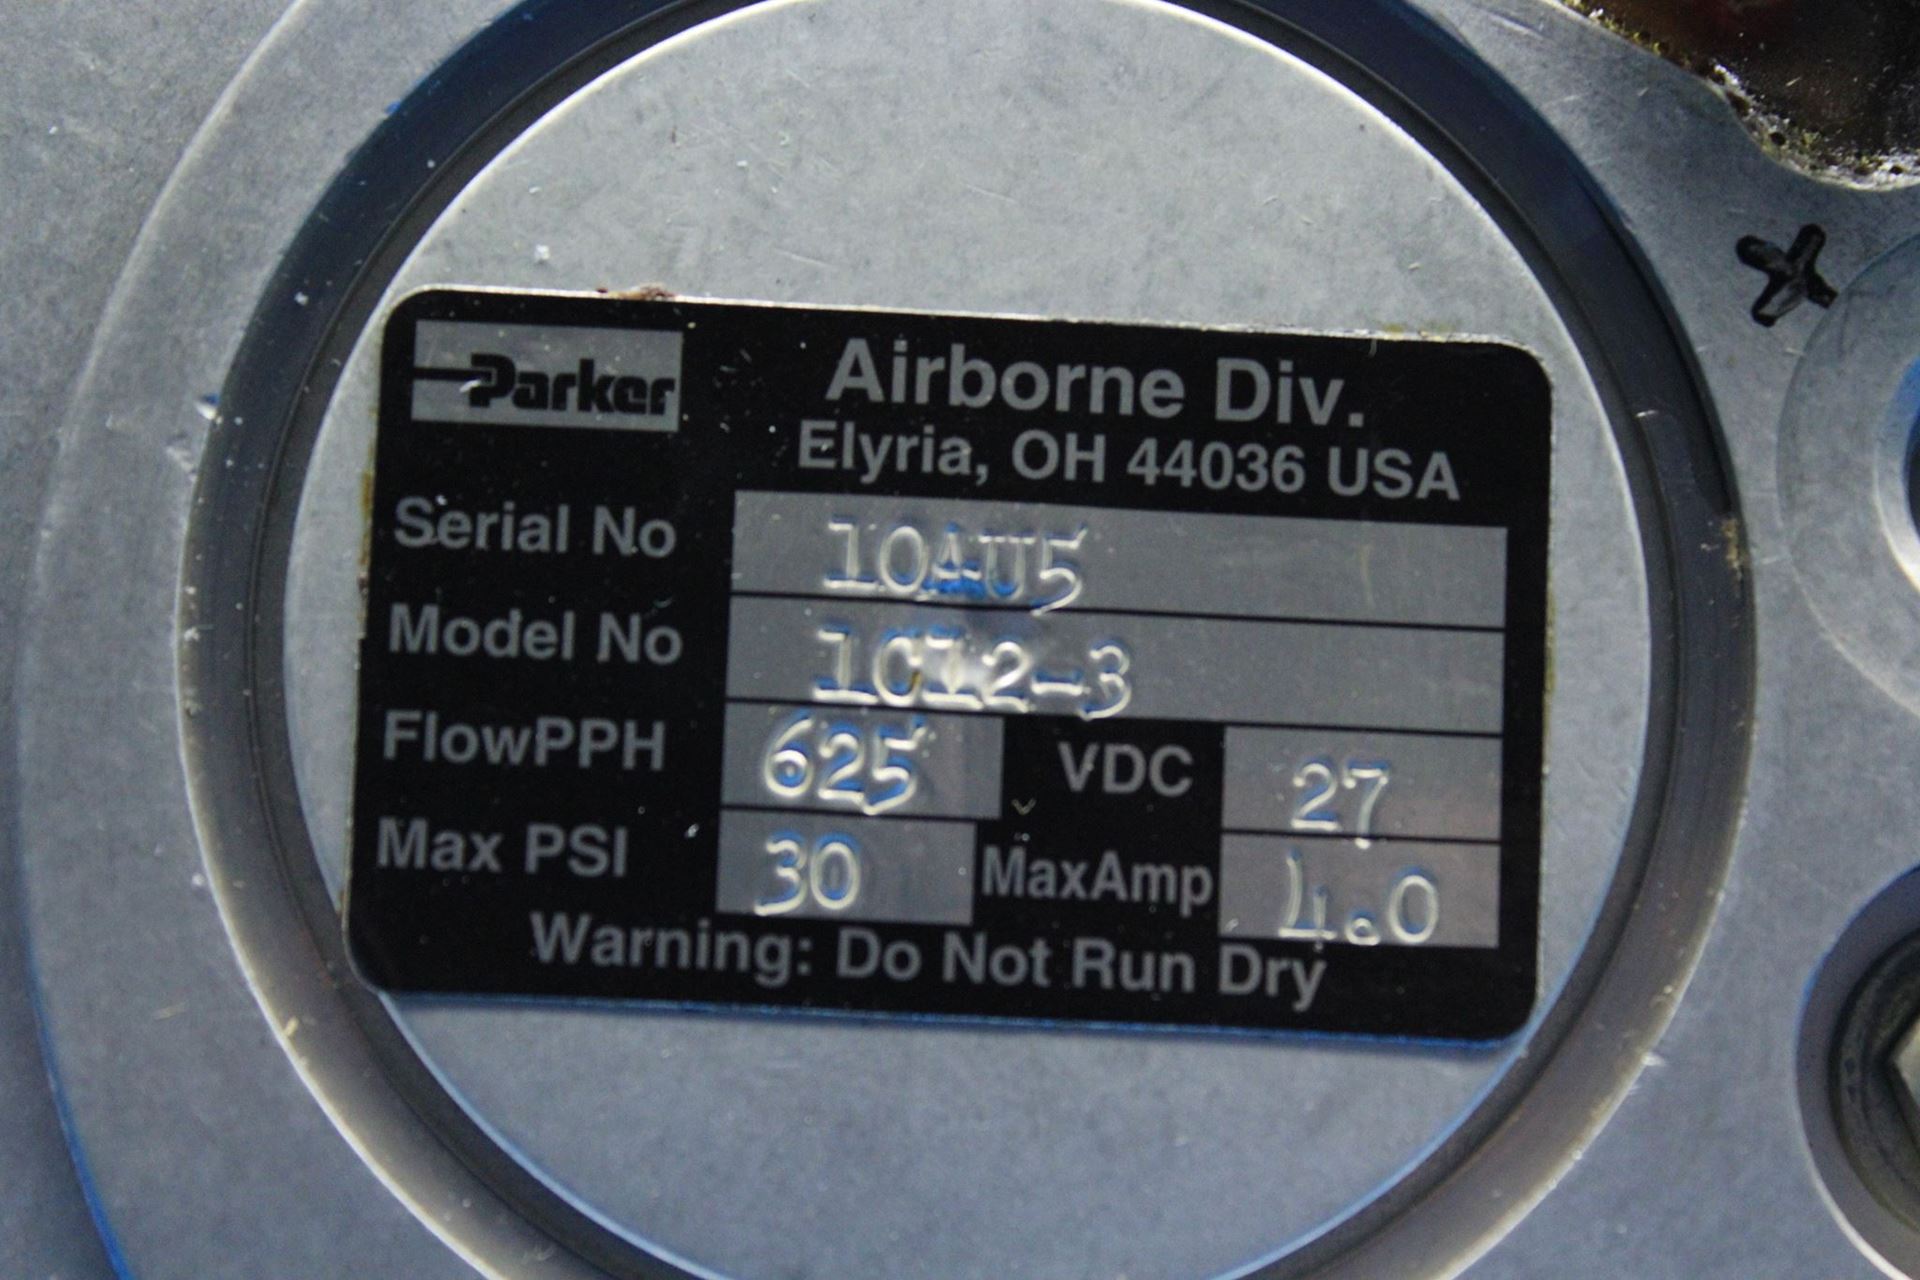 Parker Airborne Div.
Elyria, OH 44036 USA
Serial No 10AU5
Model No 1C12-3
FlowPPH 625 VDC 27
Max PSI 30 MaxAmp 4.0
Warning: Do Not Run Dry